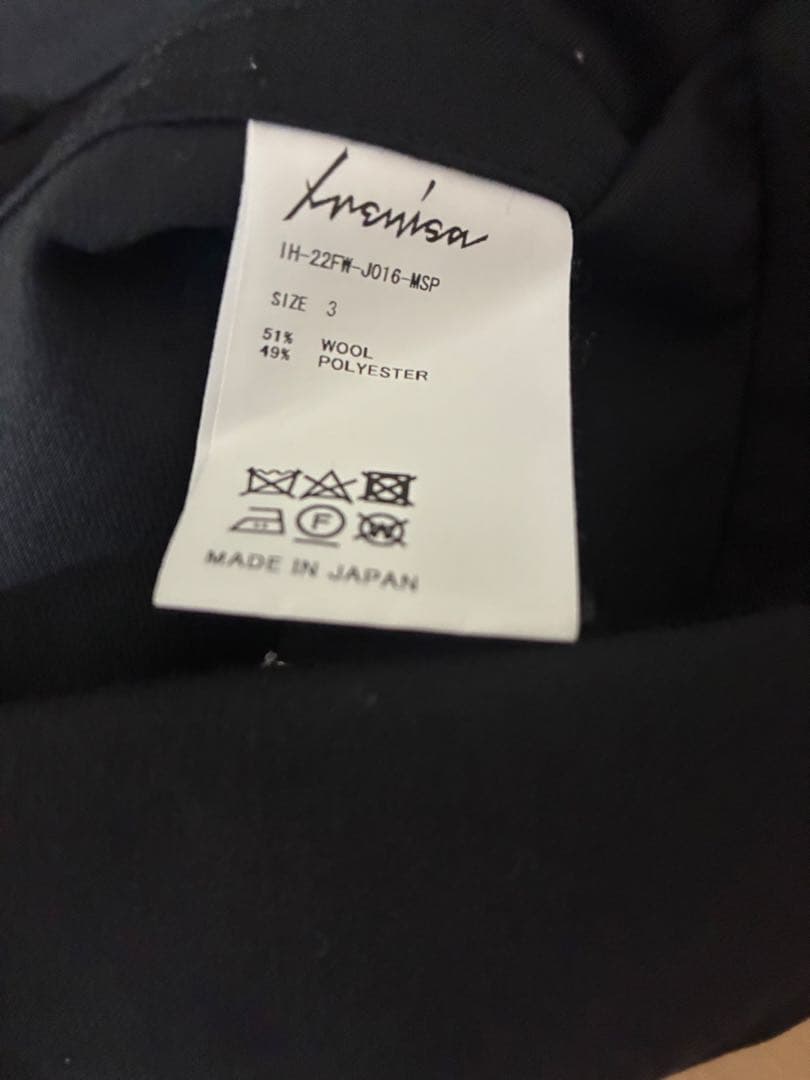 Irenisa
IH-22FW-J016-MSP
SIZE 3
51% WOOL
49% POLYESTER
F W
MADE IN JAPAN